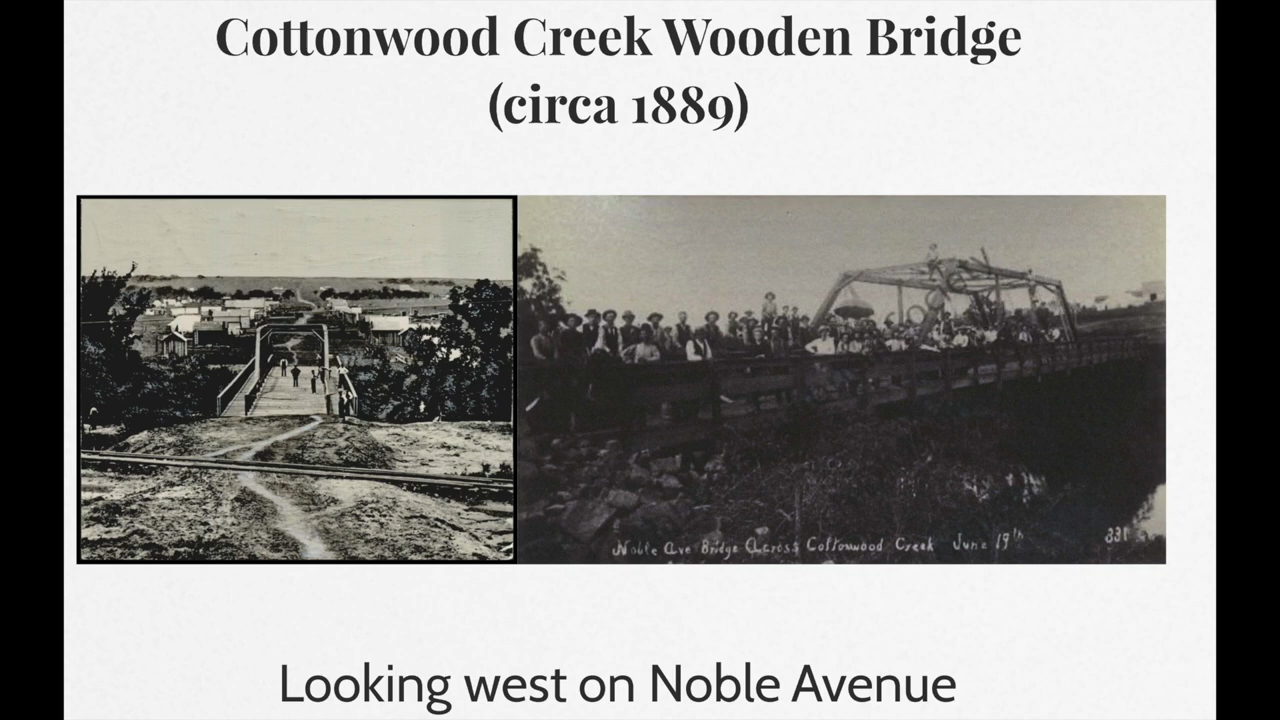 Cottonwood Creek Wooden Bridge
(circa 1889)
Noble Ave Bridge Across Cottonwood Creek June 19th 331
Looking west on Noble Avenue